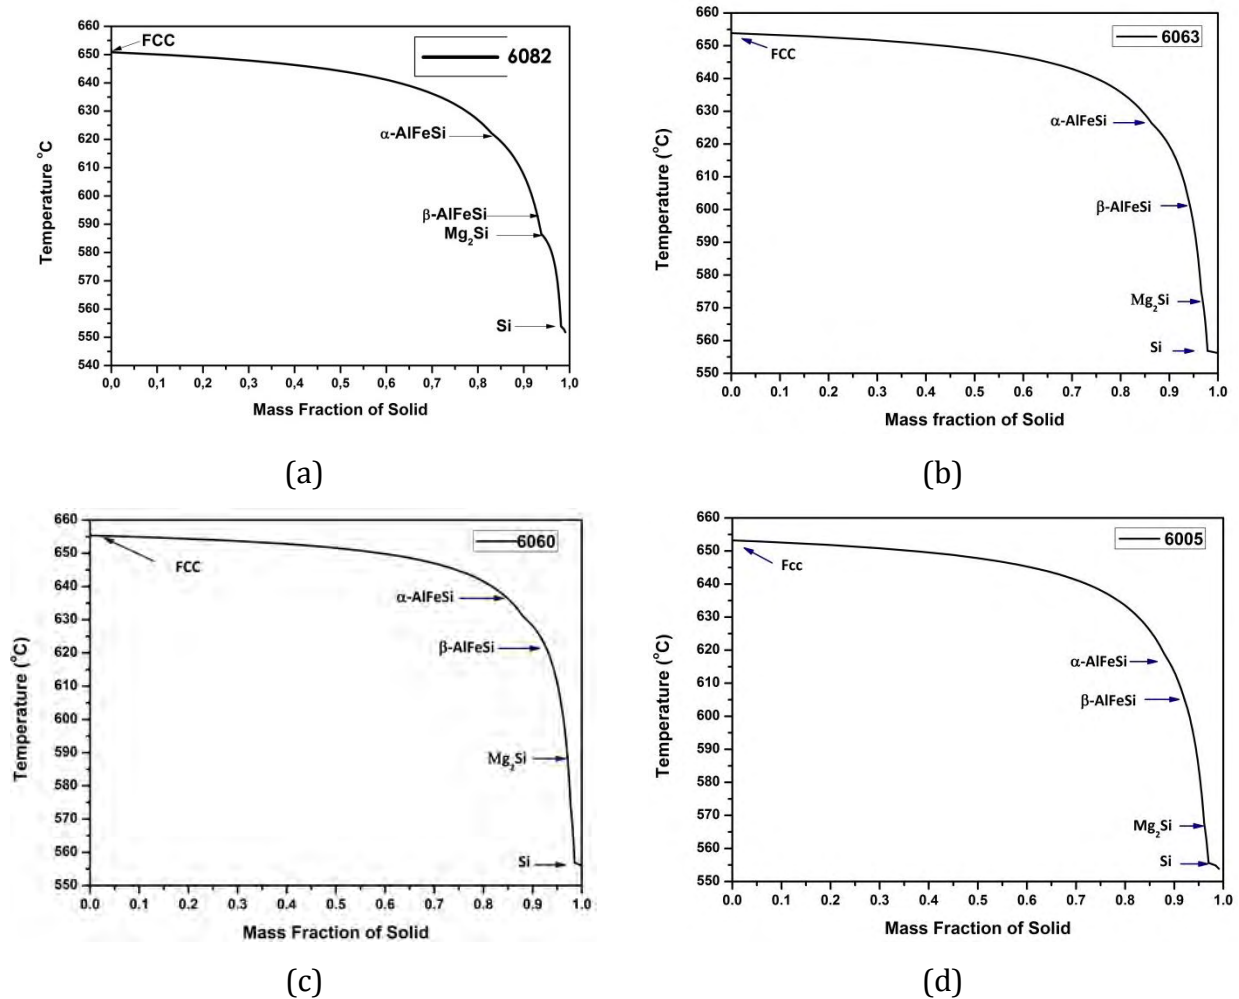 660
650
640
630
620
610
600
590
580
570
560
550
540
Temperature °C
FCC
6082
α-AlFeSi
β-AlFeSi
Mg₂Si
Si
0,0 0,1 0,2 0,3 0,4 0,5 0,6 0,7 0,8 0,9 1,0
Mass Fraction of Solid
(a)
660
650
640
630
620
610
600
590
580
570
560
550
Temperature (°C)
FCC
6063
α-AlFeSi
β-AlFeSi
Mg₂Si
Si
0.0 0.1 0.2 0.3 0.4 0.5 0.6 0.7 0.8 0.9 1.0
Mass fraction of Solid
(b)
660
650
640
630
620
610
600
590
580
570
560
550
Temperature (°C)
6060
FCC
α-AlFeSi
β-AlFeSi
Mg₂Si
Si
0.0 0.1 0.2 0.3 0.4 0.5 0.6 0.7 0.8 0.9 1.0
Mass Fraction of Solid
(c)
660
650
640
630
620
610
600
590
580
570
560
550
Temperature (°C)
6005
Fcc
α-AlFeSi
β-AlFeSi
Mg₂Si
Si
0.0 0.1 0.2 0.3 0.4 0.5 0.6 0.7 0.8 0.9 1.0
Mass Fraction of Solid
(d)